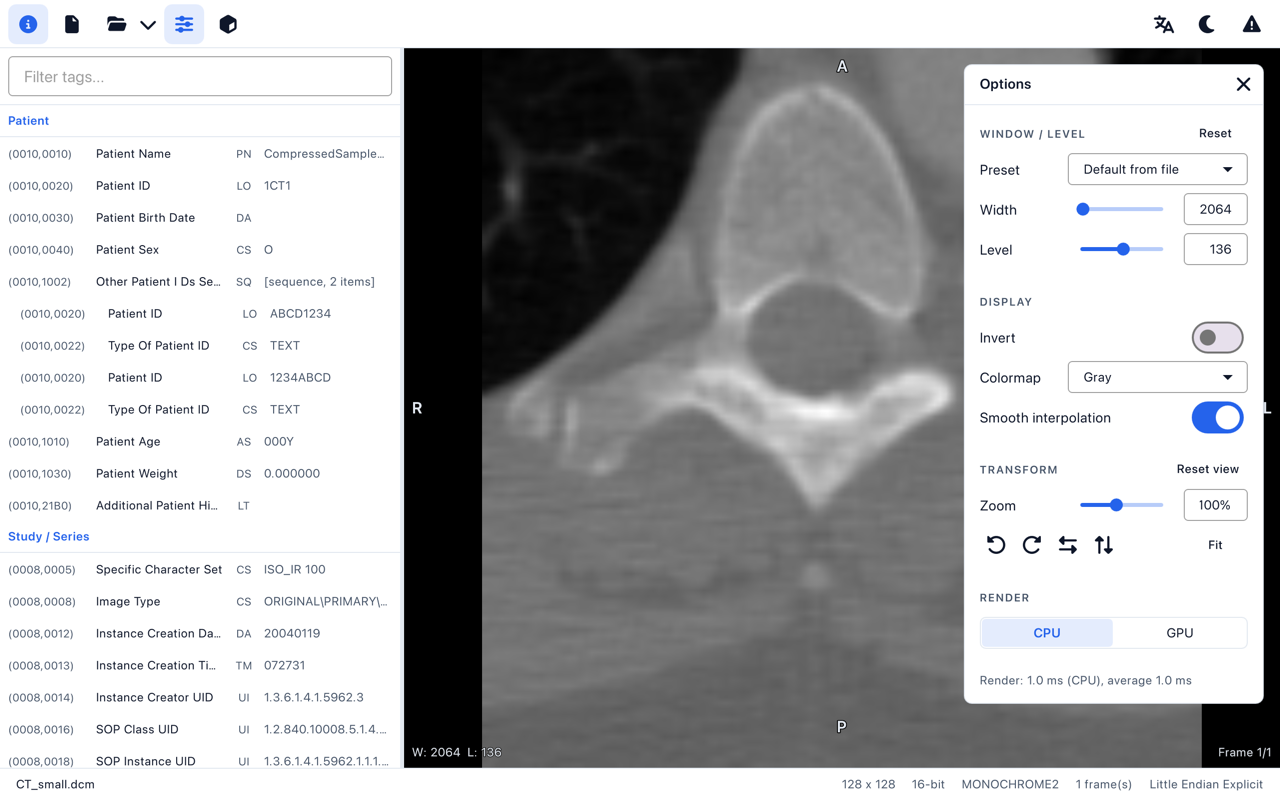 Filter tags...
Patient
(0010,0010) Patient Name PN CompressedSample...
(0010,0020) Patient ID LO 1CT1
(0010,0030) Patient Birth Date DA
(0010,0040) Patient Sex CS O
(0010,1002) Other Patient I Ds Se... SQ [sequence, 2 items]
(0010,0020) Patient ID LO ABCD1234
(0010,0022) Type Of Patient ID CS TEXT
(0010,0020) Patient ID LO 1234ABCD
(0010,0022) Type Of Patient ID CS TEXT
(0010,1010) Patient Age AS 000Y
(0010,1030) Patient Weight DS 0.000000
(0010,21B0) Additional Patient Hi... LT
Study / Series
(0008,0005) Specific Character Set CS ISO_IR 100
(0008,0008) Image Type CS ORIGINAL\PRIMARY\...
(0008,0012) Instance Creation Da... DA 20040119
(0008,0013) Instance Creation Ti... TM 072731
(0008,0014) Instance Creator UID UI 1.3.6.1.4.1.5962.3
(0008,0016) SOP Class UID UI 1.2.840.10008.5.1.4....
(0008,0018) SOP Instance UID UI 1.3.6.1.4.1.5962.1.1.1....
A
R
L
P
W: 2064 L: 136
Frame 1/1
Options
WINDOW / LEVEL Reset
Preset Default from file
Width 2064
Level 136
DISPLAY
Invert
Colormap Gray
Smooth interpolation
TRANSFORM Reset view
Zoom 100%
Fit
RENDER
CPU GPU
Render: 1.0 ms (CPU), average 1.0 ms
CT_small.dcm 128 x 128 16-bit MONOCHROME2 1 frame(s) Little Endian Explicit